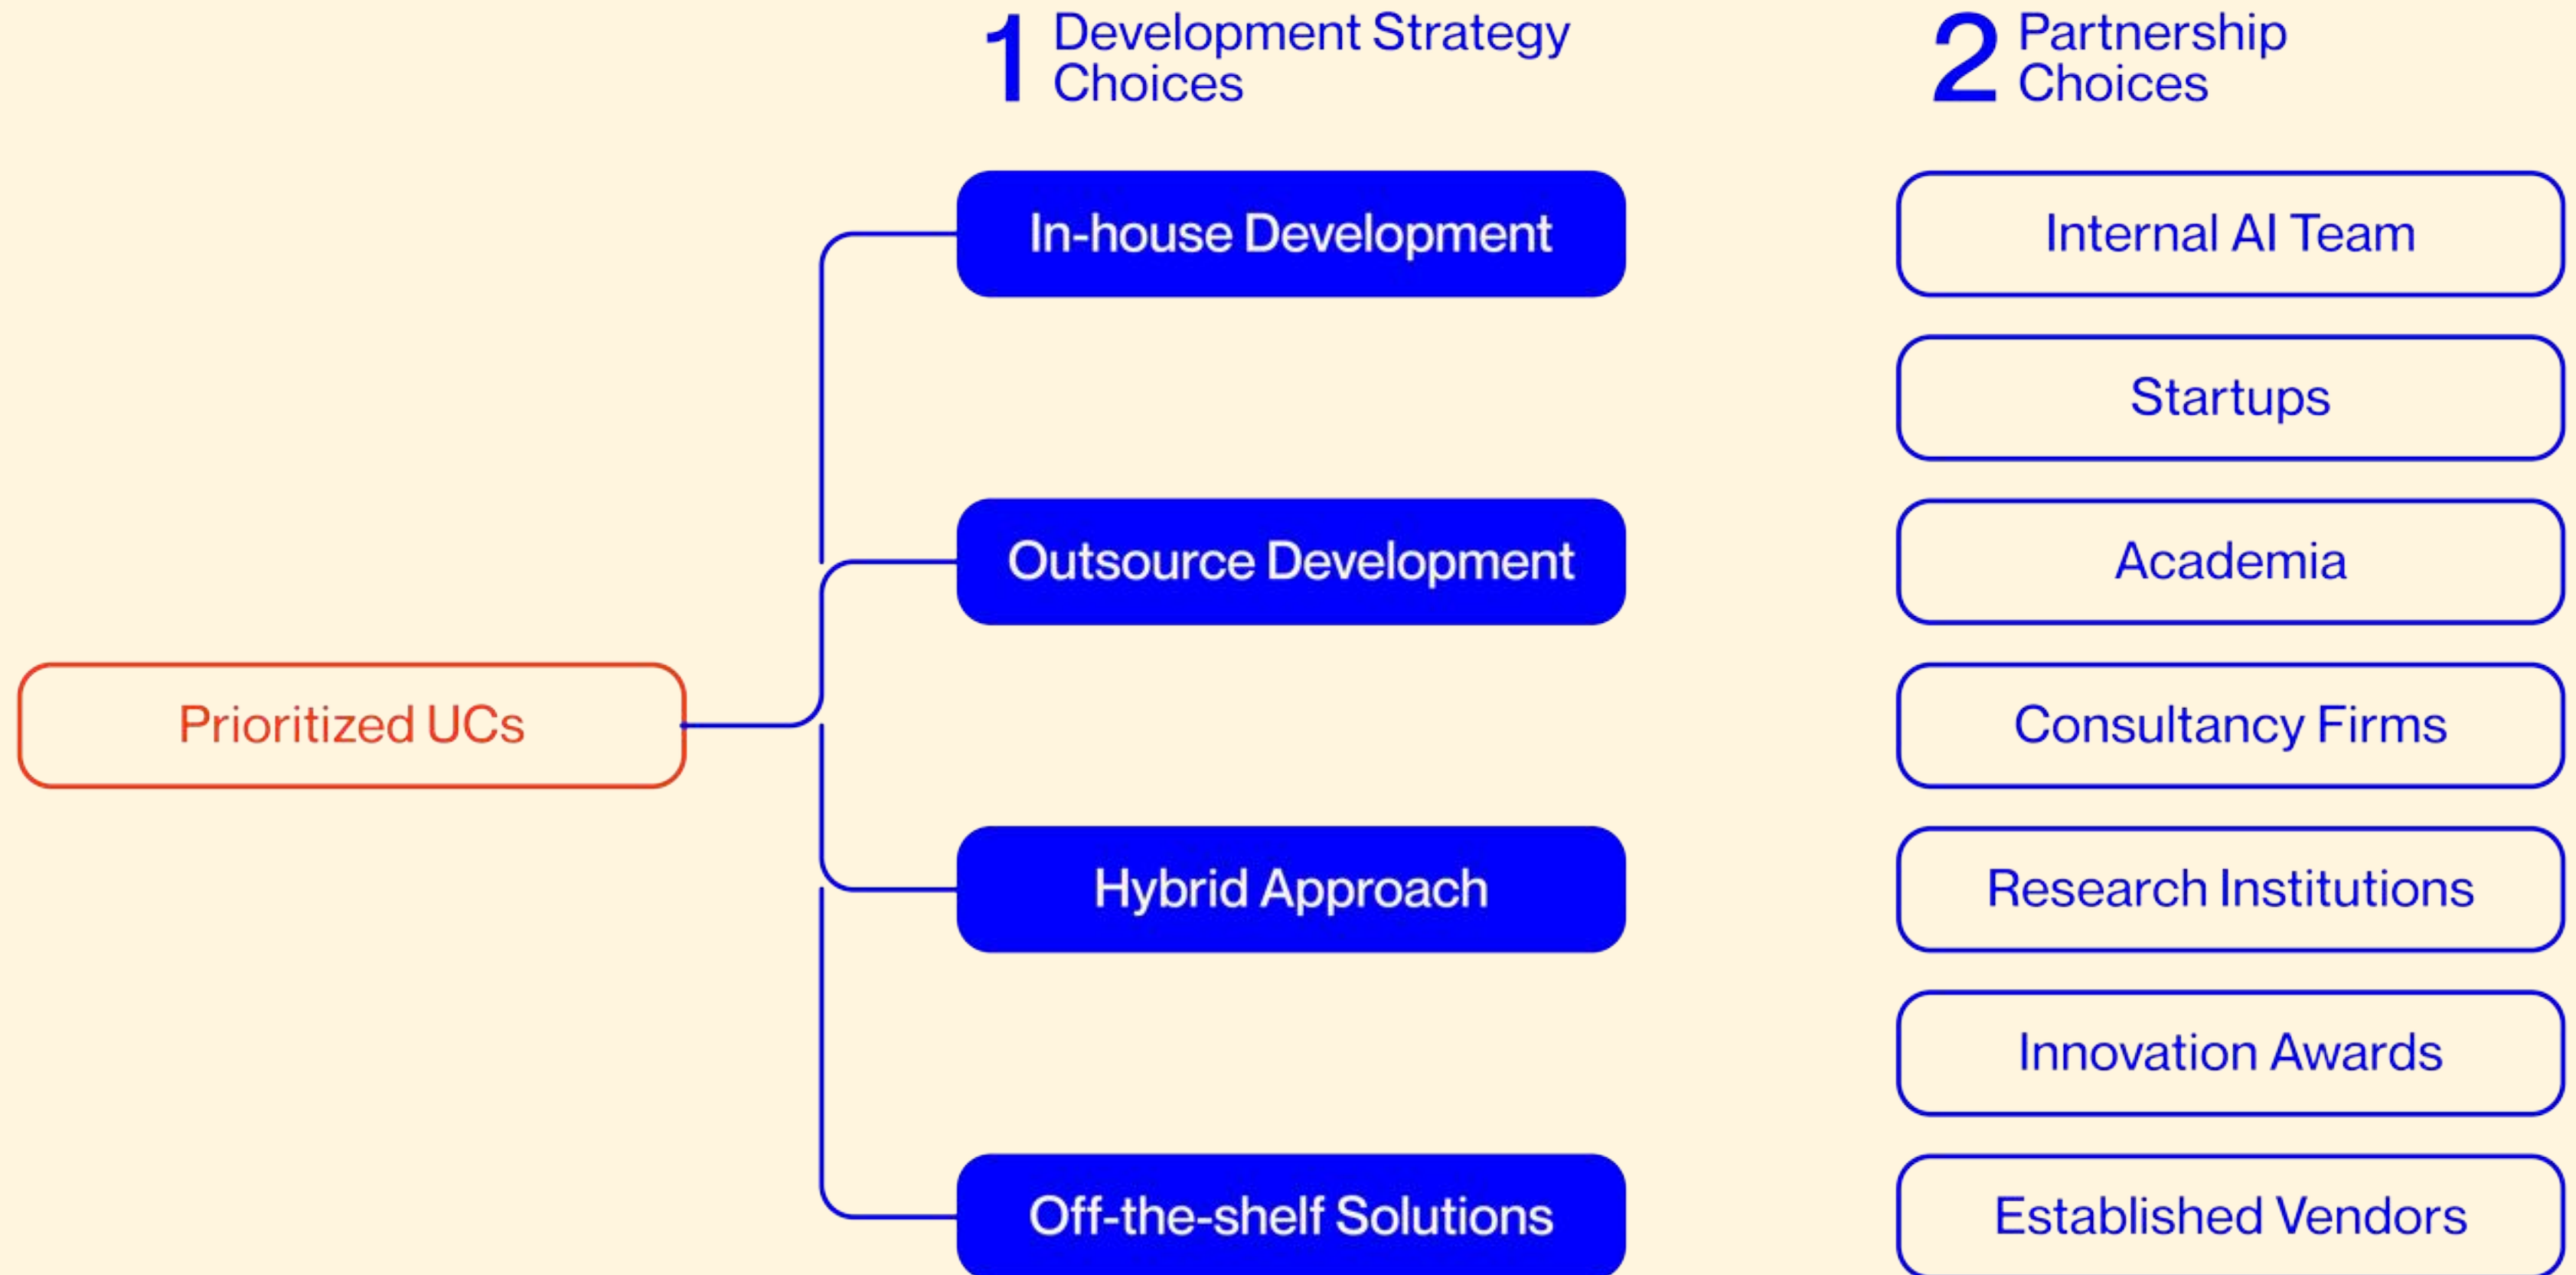 1 Development Strategy
Choices
2 Partnership
Choices
In-house Development
Internal AI Team
Startups
Outsource Development
Academia
Prioritized UCs
Consultancy Firms
Hybrid Approach
Research Institutions
Innovation Awards
Off-the-shelf Solutions
Established Vendors